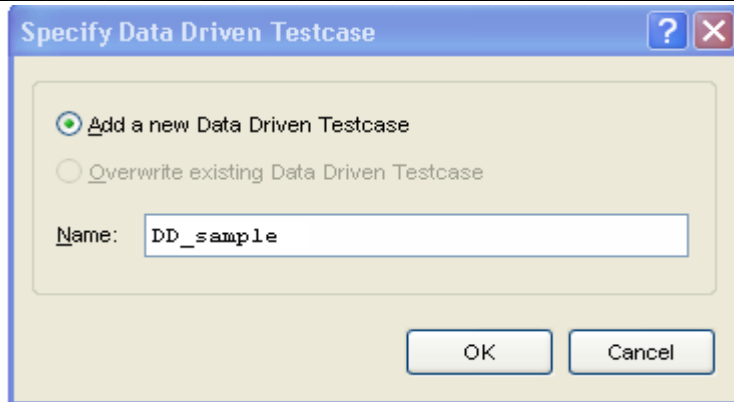 Specify Data Driven Testcase
?
Add a new Data Driven Testcase
Overwrite existing Data Driven Testcase
Name: DD_sample
OK Cancel